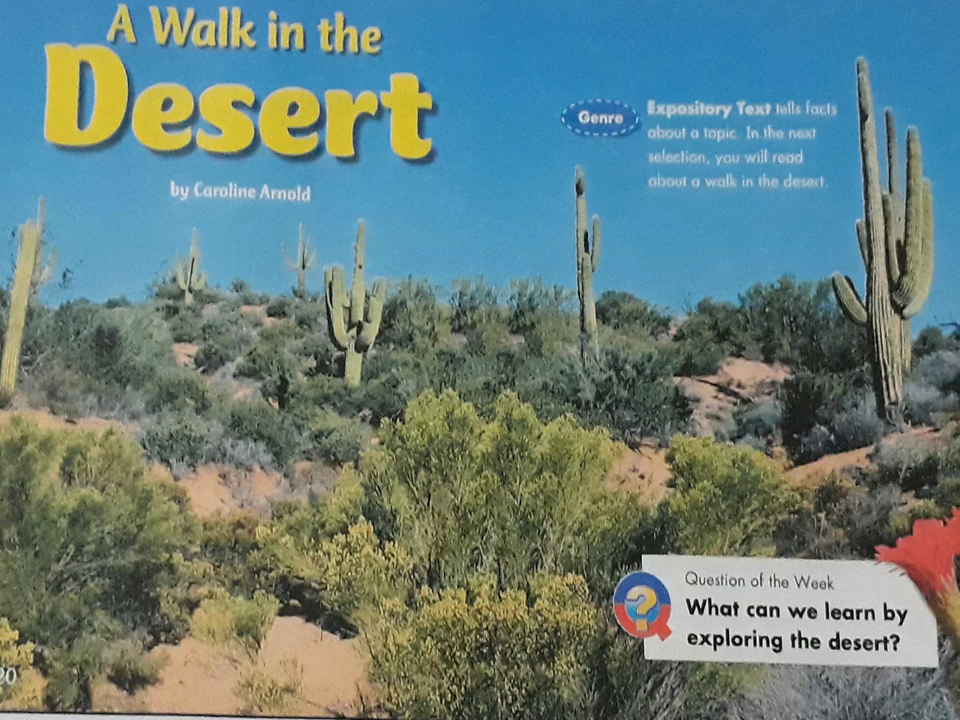 A Walk in the
Desert
by Caroline Arnold
Genre
Expository Text tells facts
about a topic. In the next
selection, you will read
about a walk in the desert.
Question of the Week
What can we learn by
exploring the desert?